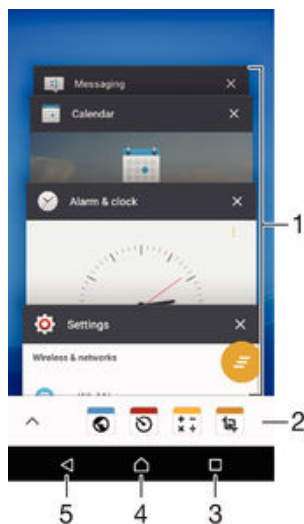 Messaging
Calendar
Alarm & clock
1
Settings
Wireless & networks
2
5
4
3